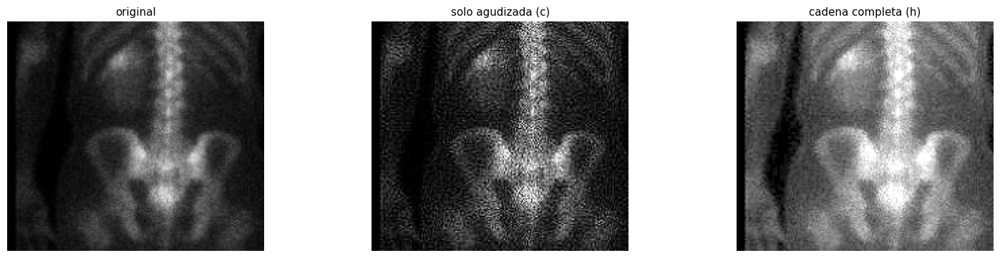 original
solo agudizada (c)
cadena completa (h)